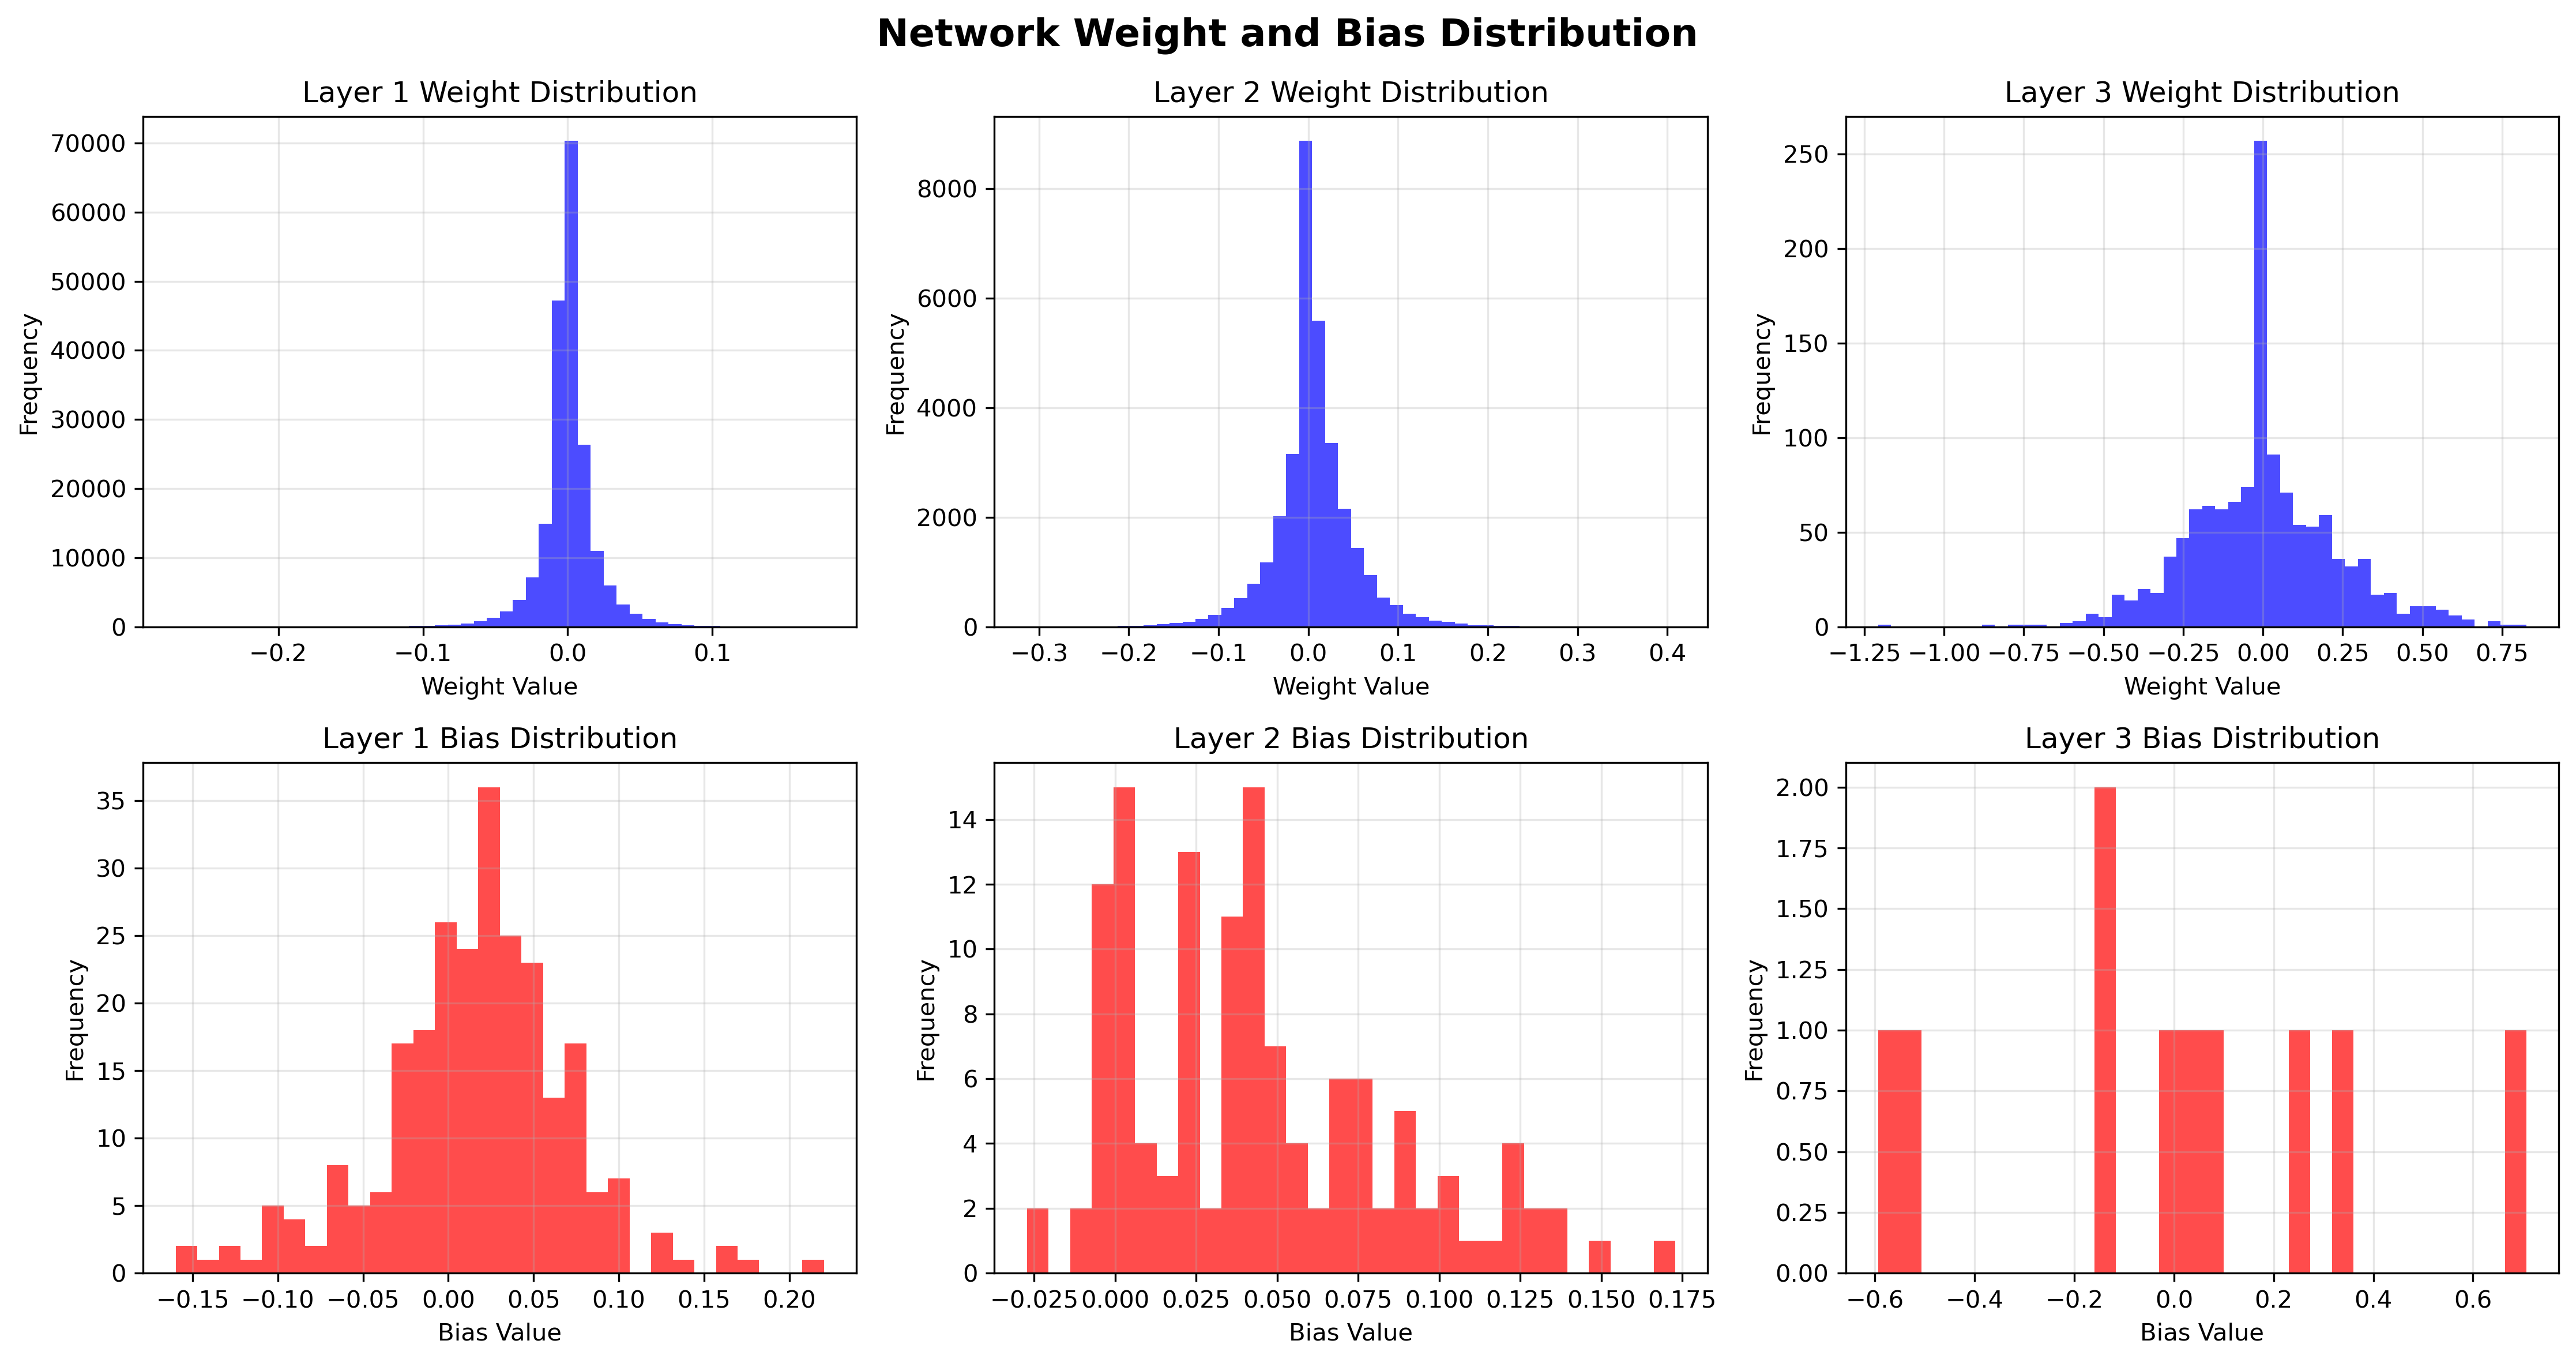 Network Weight and Bias Distribution
Layer 1 Weight Distribution
Frequency
70000
60000
50000
40000
30000
20000
10000
0
−0.2 −0.1 0.0 0.1
Weight Value
Layer 2 Weight Distribution
Frequency
8000
6000
4000
2000
0
−0.3 −0.2 −0.1 0.0 0.1 0.2 0.3 0.4
Weight Value
Layer 3 Weight Distribution
Frequency
250
200
150
100
50
0
−1.25 −1.00 −0.75 −0.50 −0.25 0.00 0.25 0.50 0.75
Weight Value
Layer 1 Bias Distribution
Frequency
35
30
25
20
15
10
5
0
−0.15 −0.10 −0.05 0.00 0.05 0.10 0.15 0.20
Bias Value
Layer 2 Bias Distribution
Frequency
14
12
10
8
6
4
2
0
−0.025 0.000 0.025 0.050 0.075 0.100 0.125 0.150 0.175
Bias Value
Layer 3 Bias Distribution
Frequency
2.00
1.75
1.50
1.25
1.00
0.75
0.50
0.25
0.00
−0.6 −0.4 −0.2 0.0 0.2 0.4 0.6
Bias Value